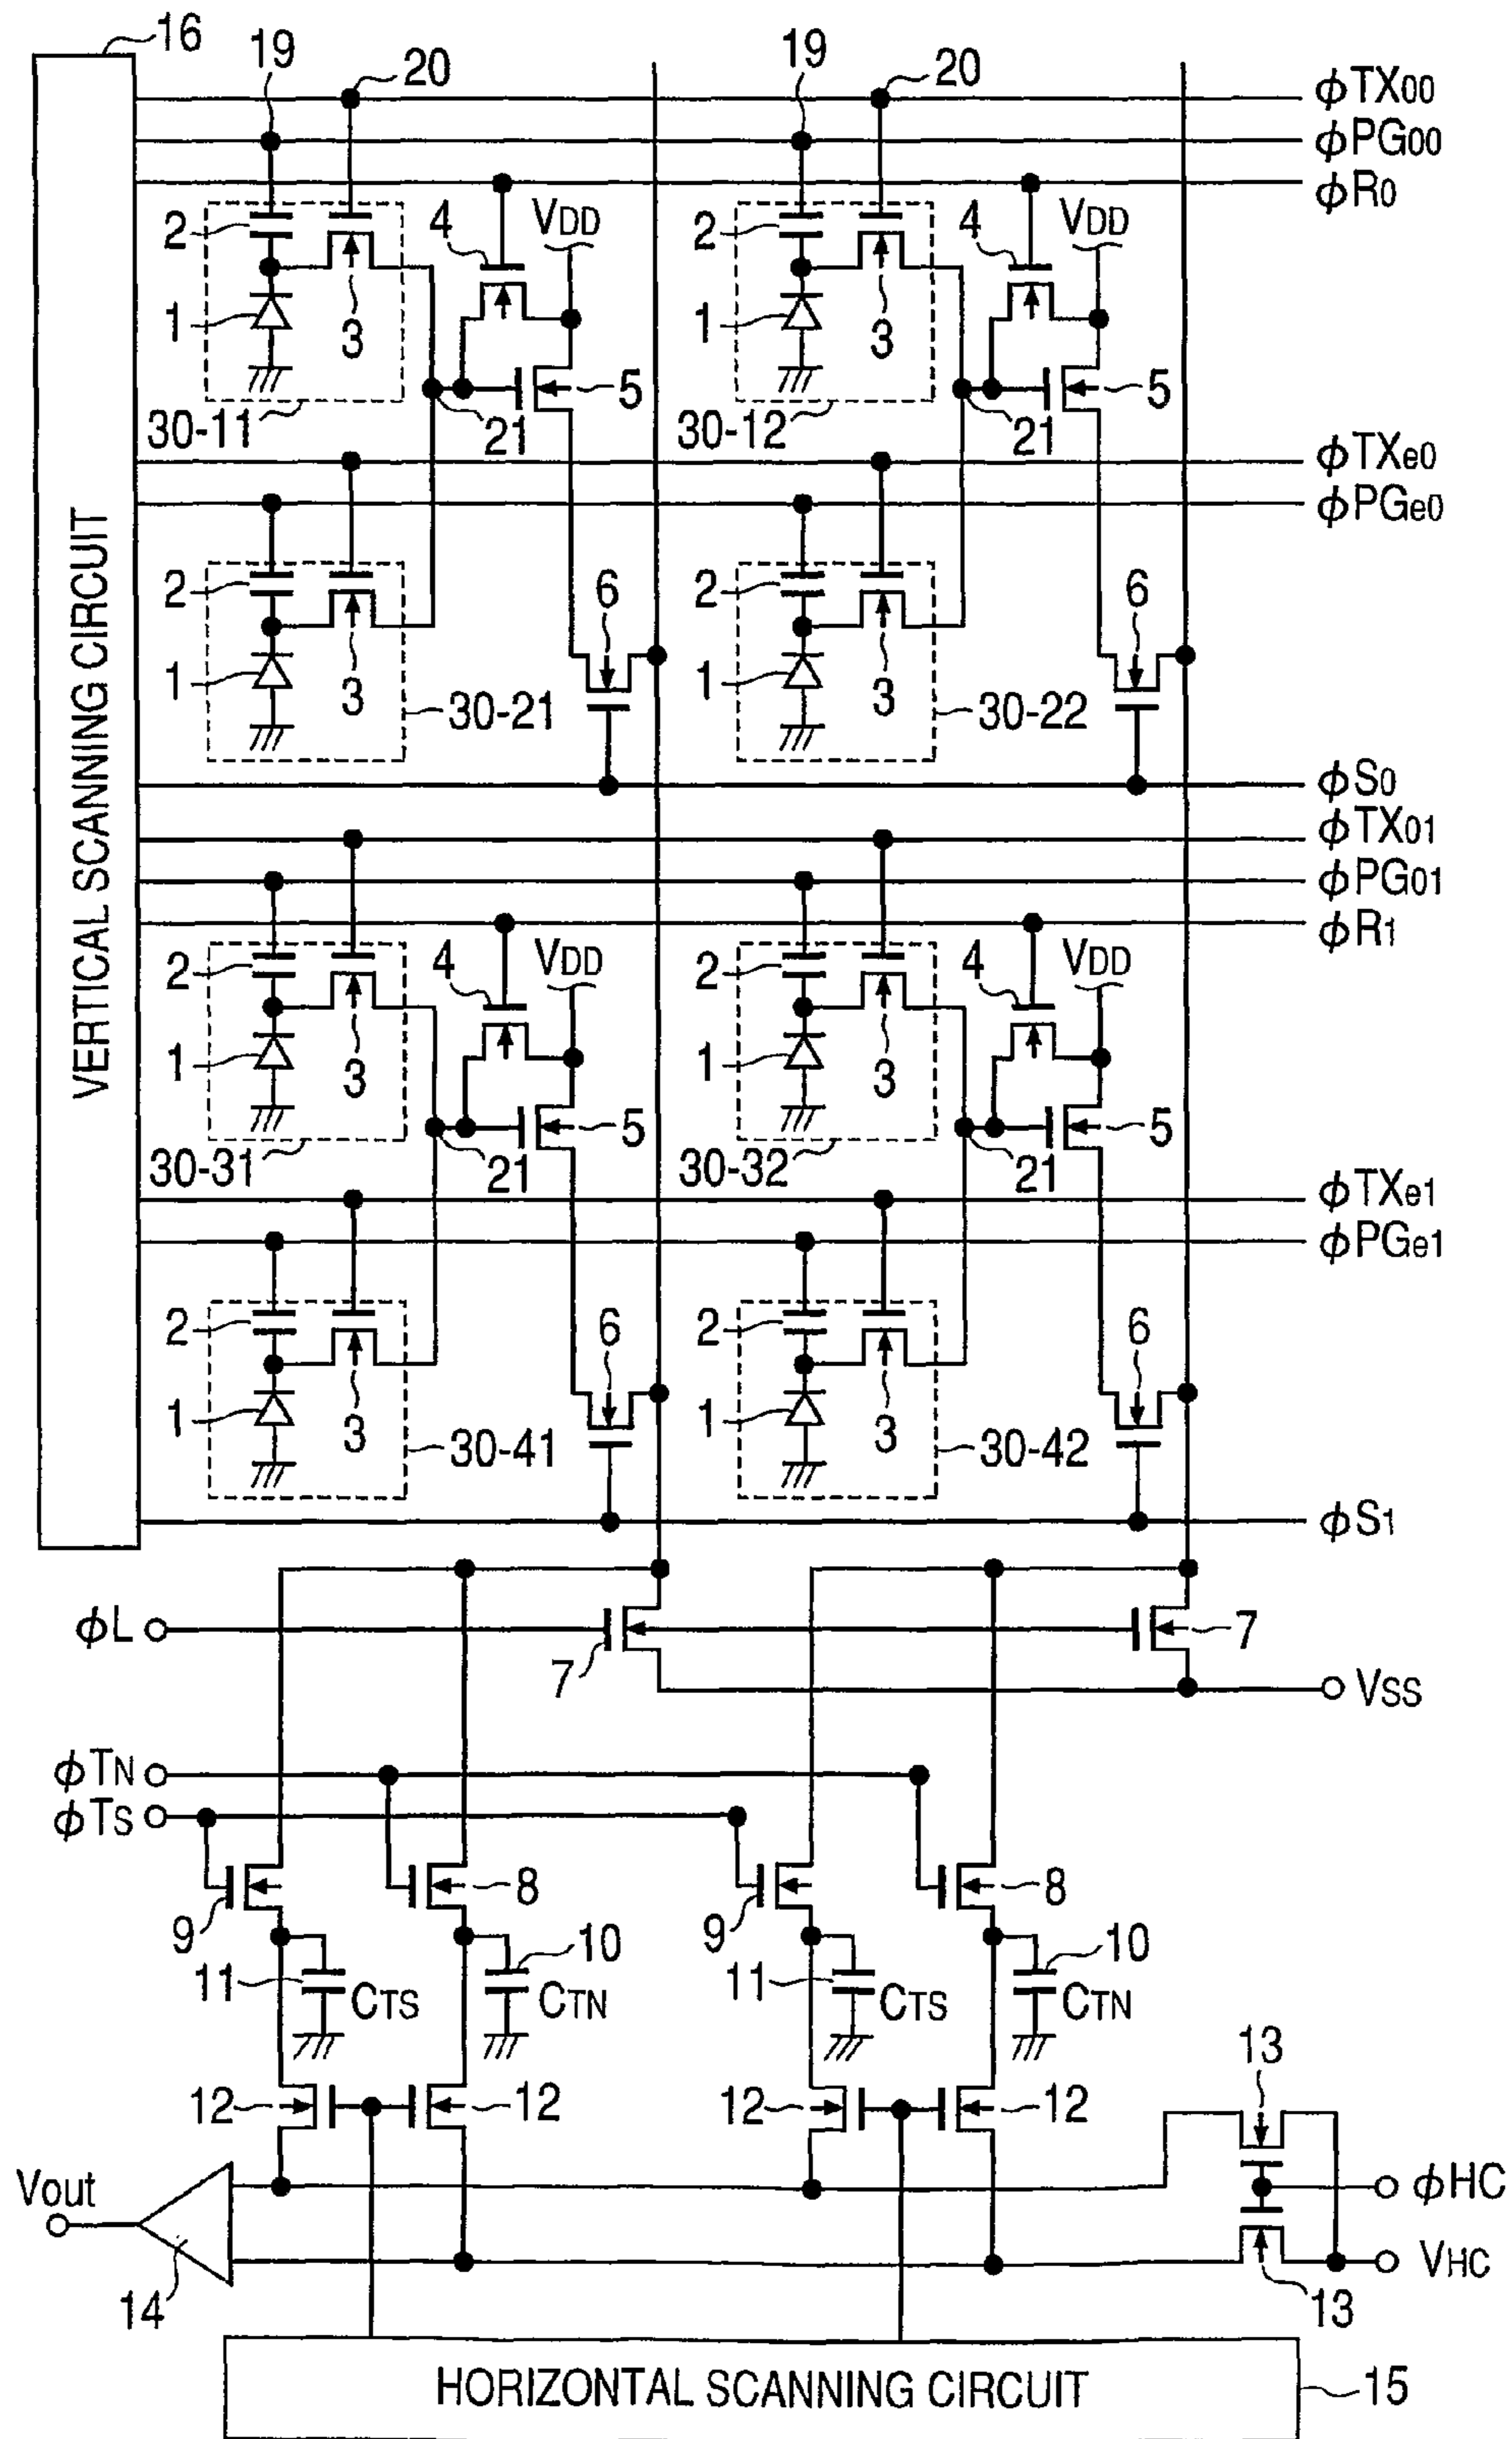 16
19 20 19 20
φTX00
φPG00
φR0
2 4 VDD 2 4 VDD
1 3 1 3
5 5
30-11 21 30-12 21
φTXe0
φPGe0
VERTICAL SCANNING CIRCUIT
2 6 2 6
1 3 1 3
30-21 30-22
φS0
φTX01
φPG01
φR1
2 4 VDD 2 4 VDD
1 3 1 3
5 5
30-31 21 30-32 21
φTXe1
φPGe1
2 6 2 6
1 3 1 3
30-41 30-42
φS1
φL 7 7
VSS
φTN
φTS
9 8 9 8
11 CTS 10 CTN 11 CTS 10 CTN
12 12 12 12 13
Vout φHC
14 VHC
13
HORIZONTAL SCANNING CIRCUIT 15